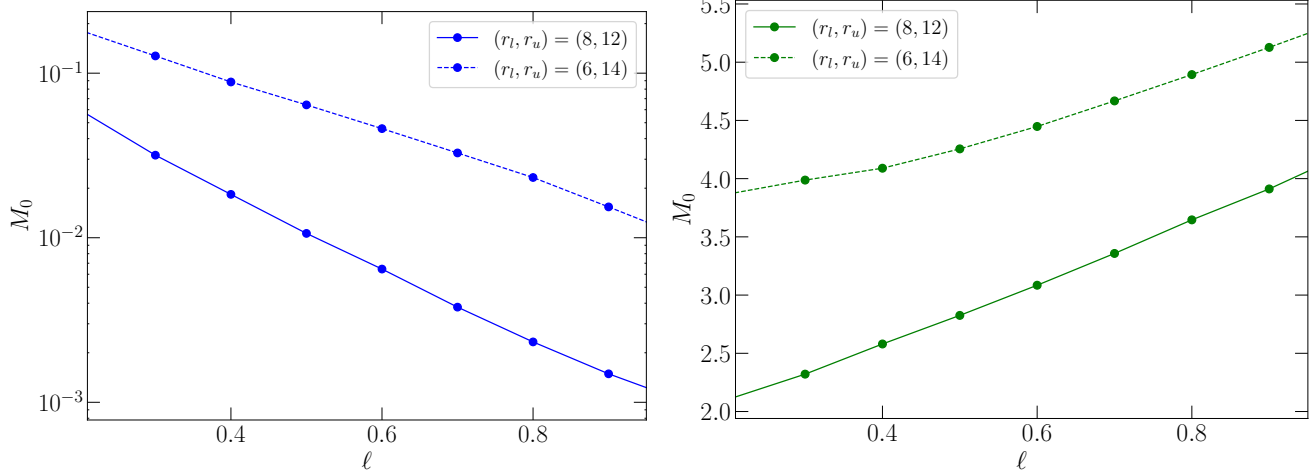 10⁻¹
10⁻²
10⁻³
M₀
0.4
0.6
0.8
ℓ
(r_l, r_u) = (8, 12)
(r_l, r_u) = (6, 14)
5.5
5.0
4.5
4.0
3.5
3.0
2.5
2.0
M₀
0.4
0.6
0.8
ℓ
(r_l, r_u) = (8, 12)
(r_l, r_u) = (6, 14)